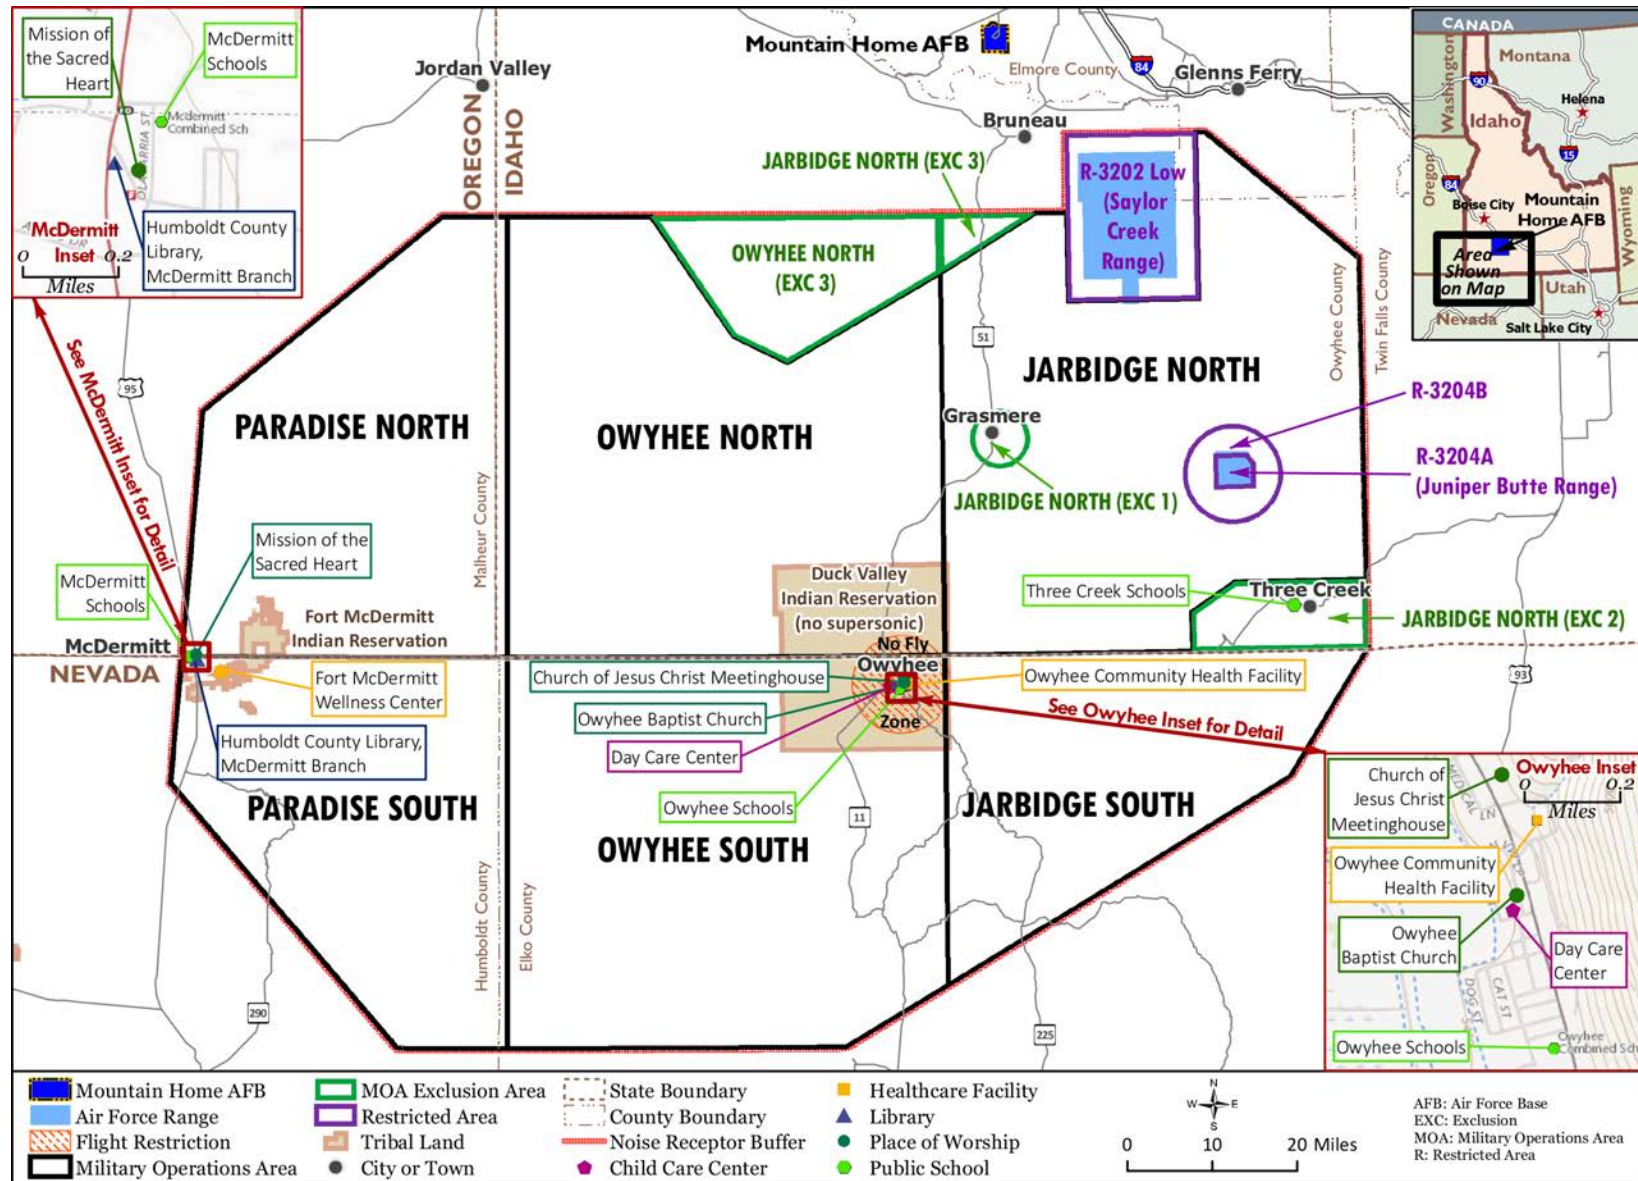 Mission of
the Sacred
Heart
McDermitt
Schools
Mcdermitt
Combined Sch
McDermitt
Inset
0 0.2
Miles
Humboldt County
Library,
McDermitt Branch
See McDermitt Inset for Detail
95
Jordan Valley
OREGON
IDAHO
Mountain Home AFB
Elmore County
84
Glenns Ferry
Bruneau
JARBIDGE NORTH (EXC 3)
R-3202 Low
(Saylor
Creek
Range)
OWYHEE NORTH
(EXC 3)
51
Owyhee County
Twin Falls County
CANADA
Washington
Montana
90
Helena
Idaho
15
Oregon
84
Boise City
Mountain
Home AFB
Wyoming
Area
Shown
on Map
Utah
Nevada
Salt Lake City
PARADISE NORTH
OWYHEE NORTH
JARBIDGE NORTH
Grasmere
JARBIDGE NORTH (EXC 1)
R-3204B
R-3204A
(Juniper Butte Range)
Malheur County
Mission of the
Sacred Heart
McDermitt
Schools
McDermitt
NEVADA
Fort McDermitt
Indian Reservation
Fort McDermitt
Wellness Center
Humboldt County Library,
McDermitt Branch
Duck Valley
Indian Reservation
(no supersonic)
No Fly
Owyhee
Zone
Church of Jesus Christ Meetinghouse
Owyhee Baptist Church
Day Care Center
Owyhee Schools
Three Creek Schools
Three Creek
JARBIDGE NORTH (EXC 2)
Owyhee Community Health Facility
See Owyhee Inset for Detail
93
PARADISE SOUTH
OWYHEE SOUTH
JARBIDGE SOUTH
11
Humboldt County
Elko County
290
225
Church of
Jesus Christ
Meetinghouse
Owyhee Inset
0 0.2
Miles
MEDICAL LN
Owyhee Community
Health Facility
Owyhee
Baptist Church
Day Care
Center
DOG ST
CAT ST
Owyhee Schools
Owyhee
Combined Sch
Mountain Home AFB
Air Force Range
Flight Restriction
Military Operations Area
MOA Exclusion Area
Restricted Area
Tribal Land
City or Town
State Boundary
County Boundary
Noise Receptor Buffer
Child Care Center
Healthcare Facility
Library
Place of Worship
Public School
N
W E
S
0 10 20 Miles
AFB: Air Force Base
EXC: Exclusion
MOA: Military Operations Area
R: Restricted Area